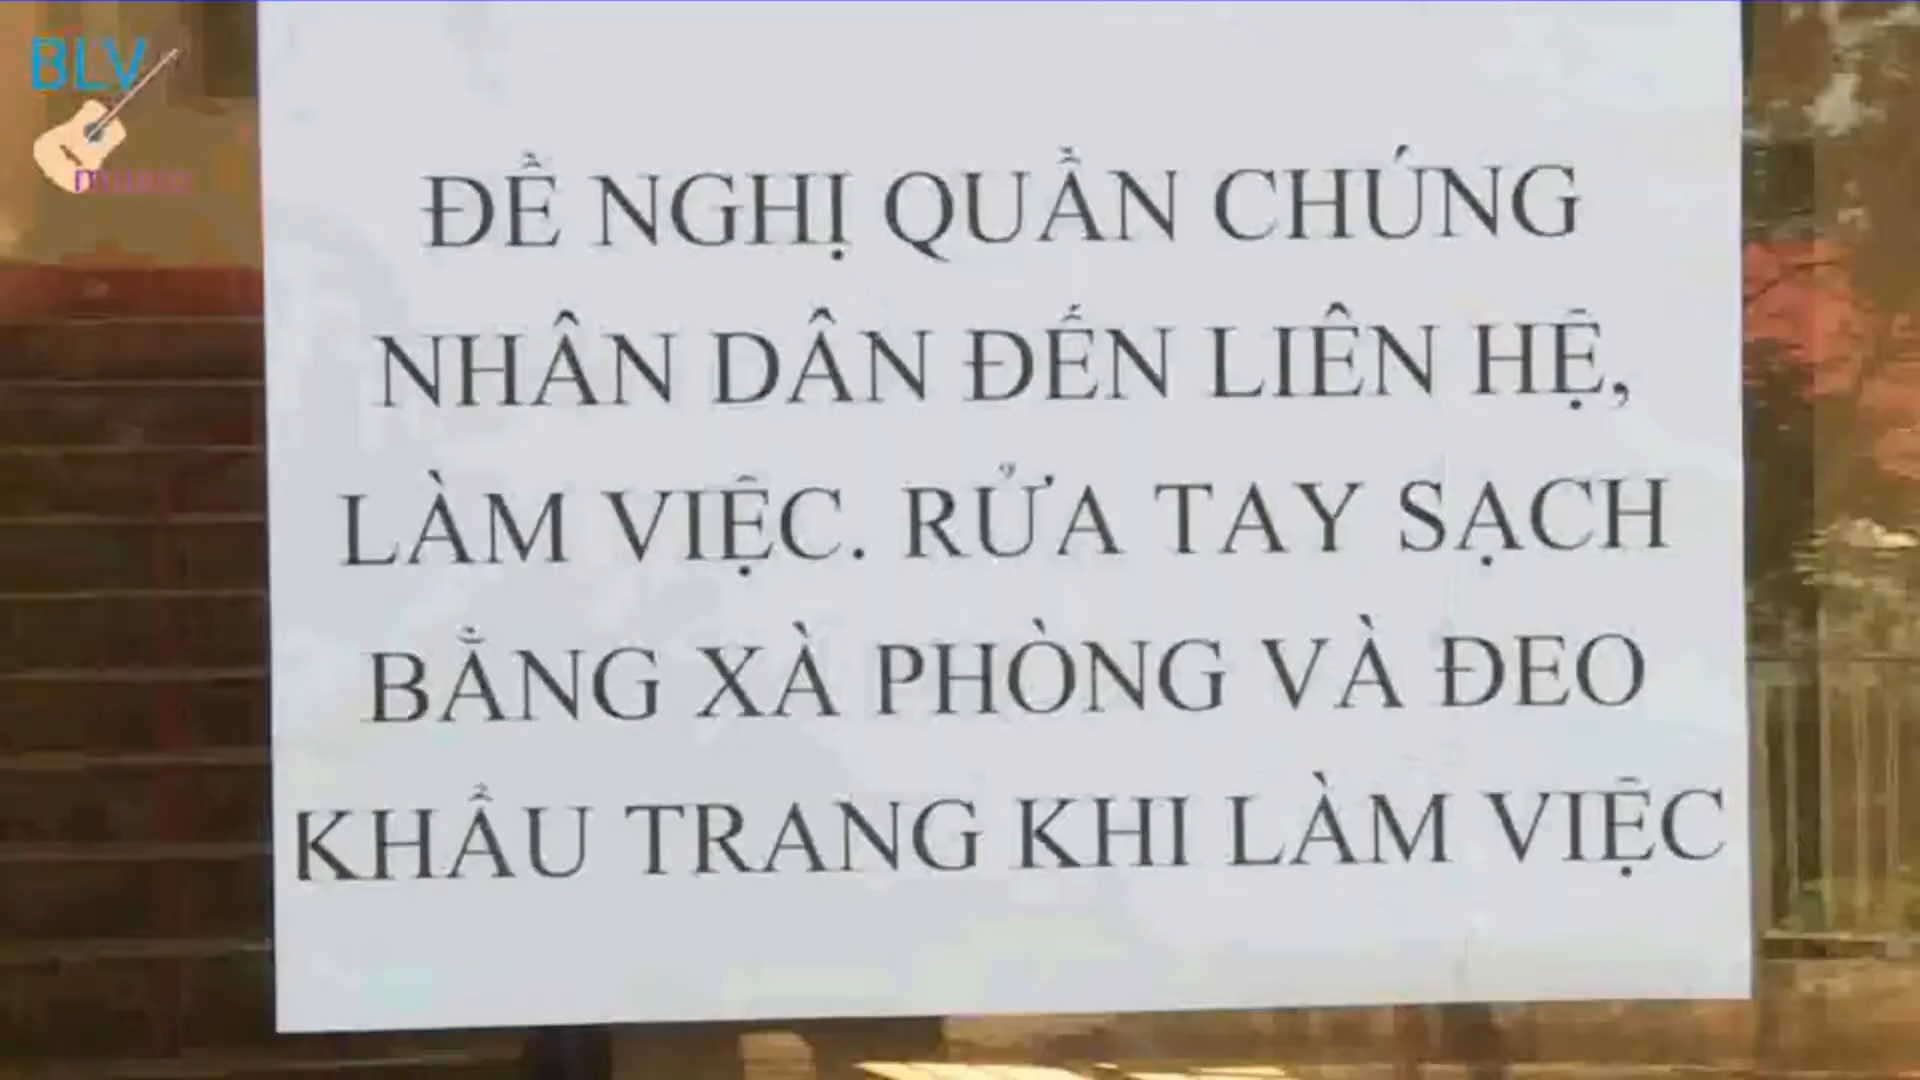 BLV
music
ĐỀ NGHỊ QUẦN CHÚNG
NHÂN DÂN ĐẾN LIÊN HỆ,
LÀM VIỆC. RỬA TAY SẠCH
BẰNG XÀ PHÒNG VÀ ĐEO
KHẨU TRANG KHI LÀM VIỆC